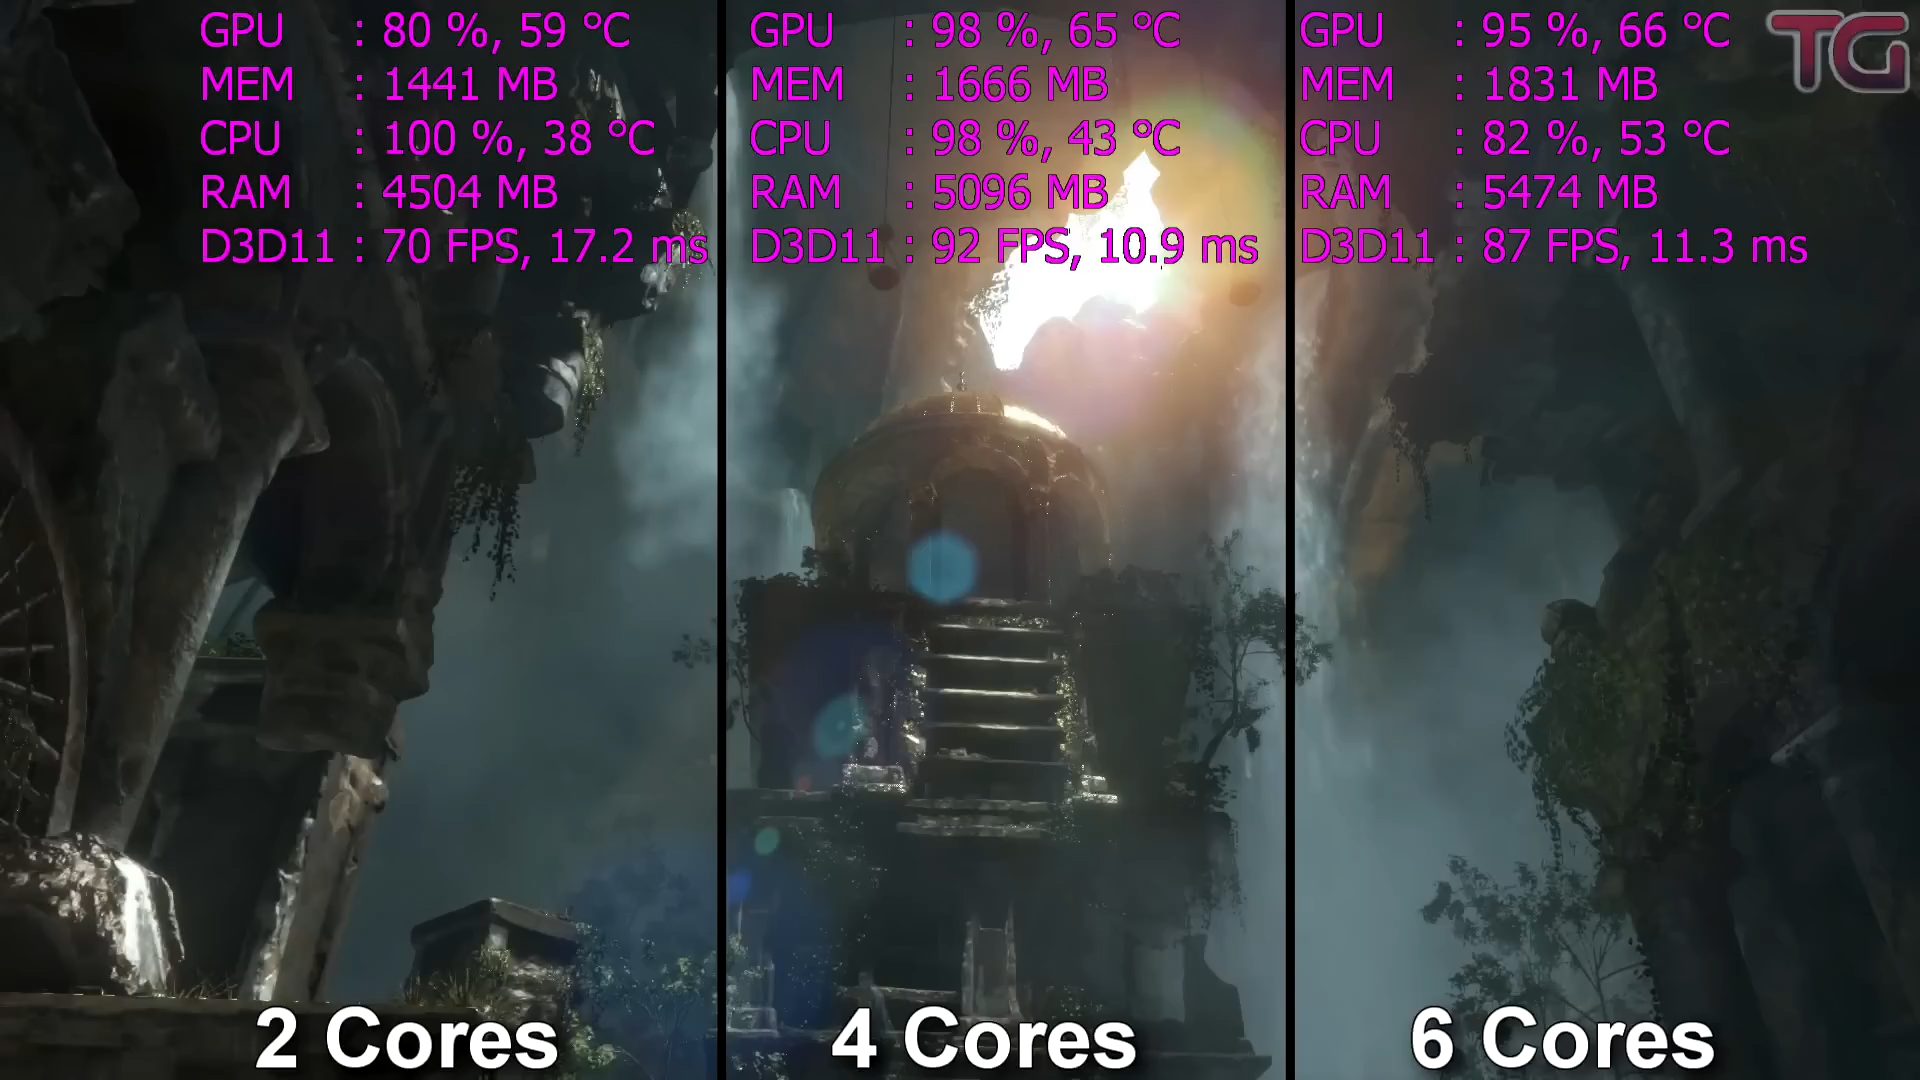 GPU : 80 %, 59 °C
MEM : 1441 MB
CPU : 100 %, 38 °C
RAM : 4504 MB
D3D11 : 70 FPS, 17.2 ms
GPU : 98 %, 65 °C
MEM : 1666 MB
CPU : 98 %, 43 °C
RAM : 5096 MB
D3D11 : 92 FPS, 10.9 ms
GPU : 95 %, 66 °C
MEM : 1831 MB
CPU : 82 %, 53 °C
RAM : 5474 MB
D3D11 : 87 FPS, 11.3 ms
TG
2 Cores
4 Cores
6 Cores